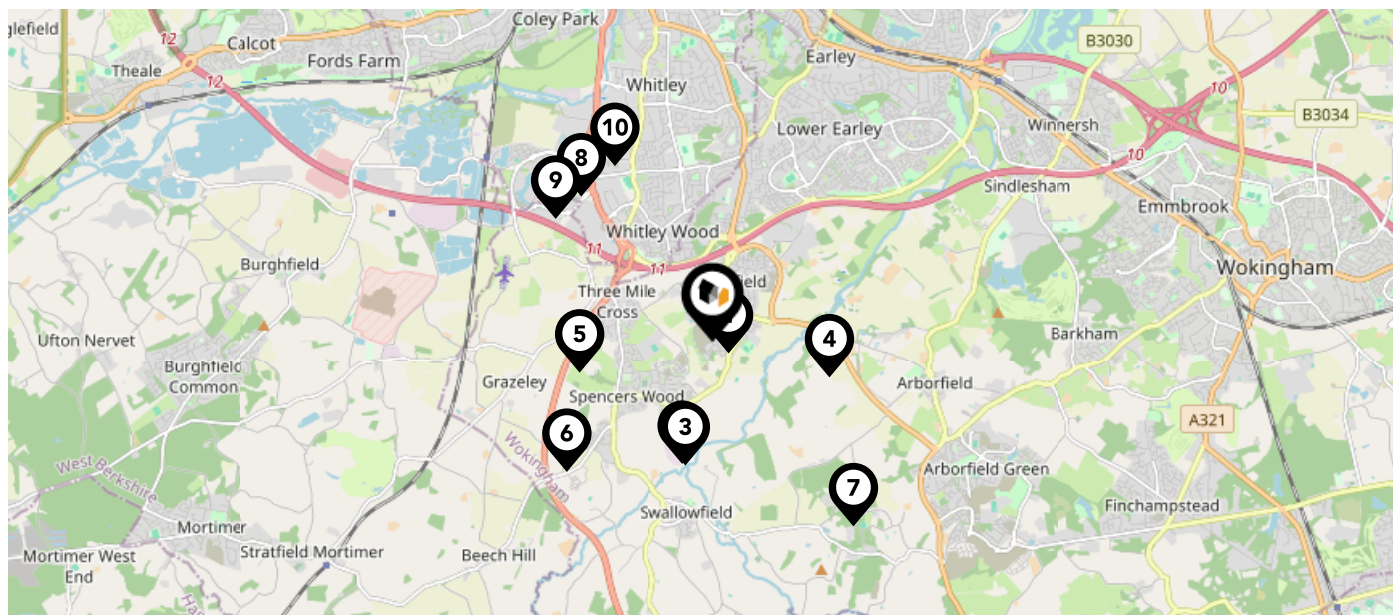 glefield
12
Calcot
Coley Park
Theale
Fords Farm
12
Whitley
Earley
B3030
10
B3034
Winnersh
Lower Earley
10
8
9
10
Sindlesham
Emmbrook
Whitley Wood
11
11
Burghfield
Wokingham
Three Mile
Cross
ield
5
4
Ufton Nervet
Barkham
Burghfield
Common
Grazeley
Arborfield
Spencers Wood
3
6
A321
West Berkshire
Wokingham
7
Arborfield Green
Finchampstead
Swallowfield
Mortimer
Mortimer West
End
Stratfield Mortimer
Beech Hill
Ha